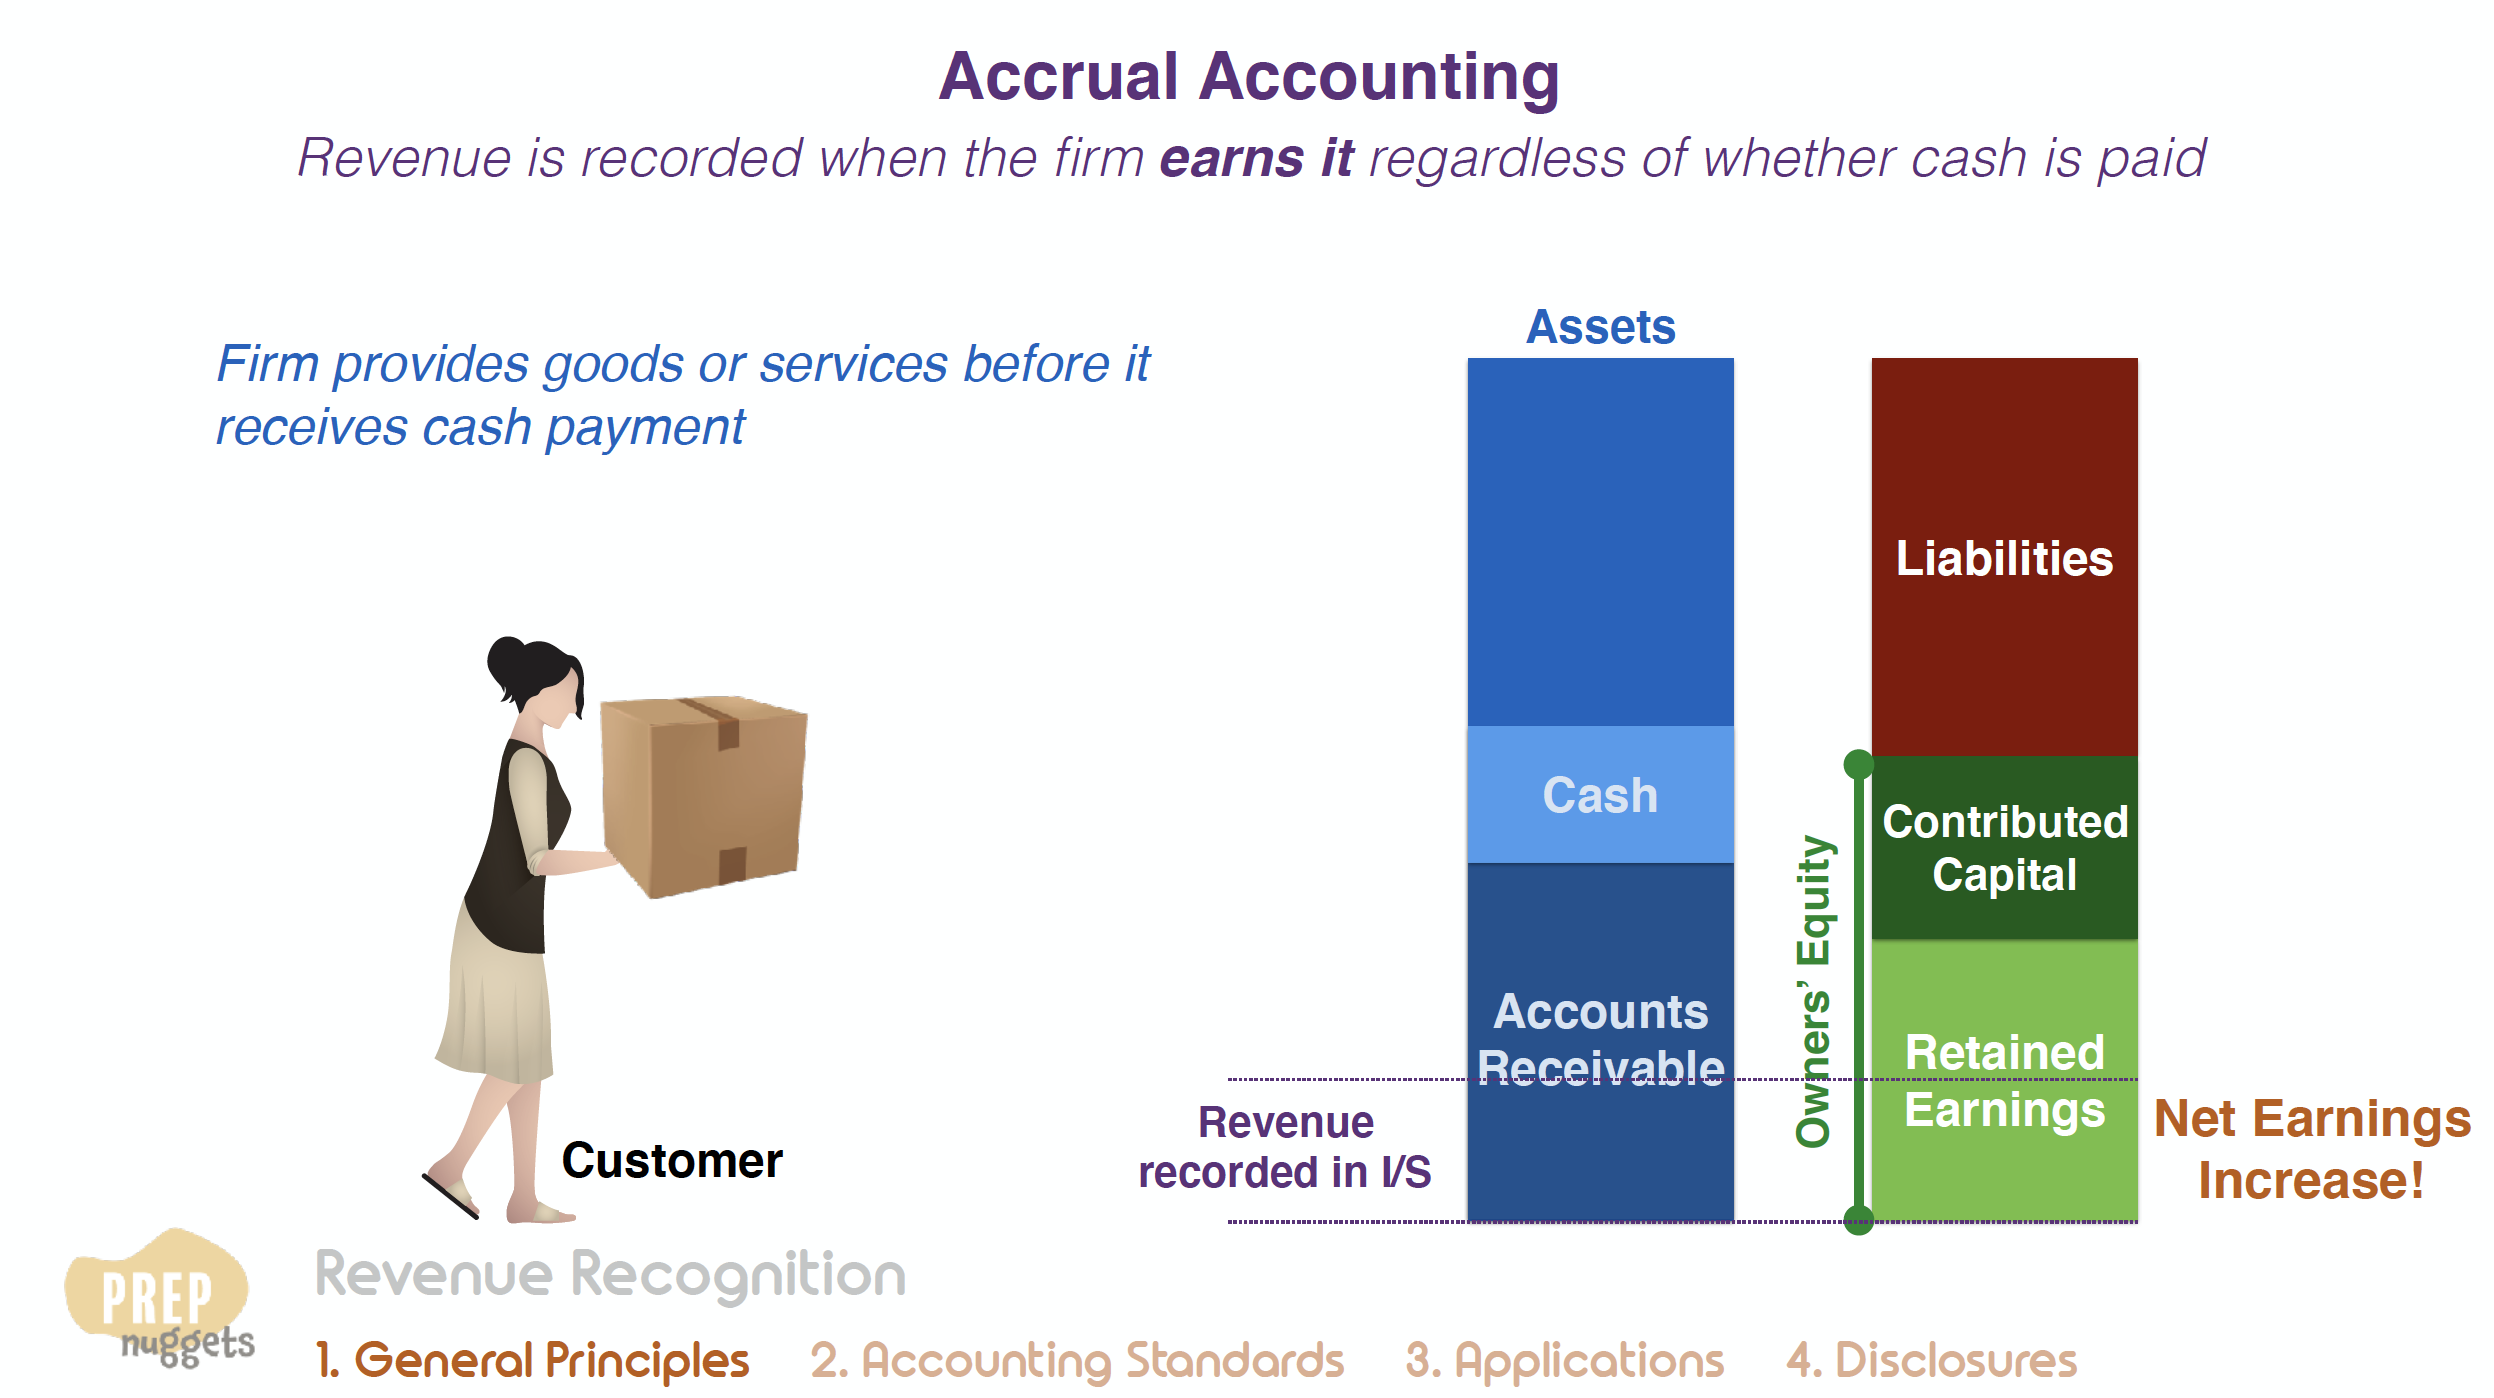 Accrual Accounting
Revenue is recorded when the firm earns it regardless of whether cash is paid
Firm provides goods or services before it
receives cash payment
Customer
Assets
Cash
Accounts
Receivable
Revenue
recorded in I/S
Owners’ Equity
Liabilities
Contributed
Capital
Retained
Earnings
Net Earnings
Increase!
PREP
nuggets
Revenue Recognition
1. General Principles 2. Accounting Standards 3. Applications 4. Disclosures